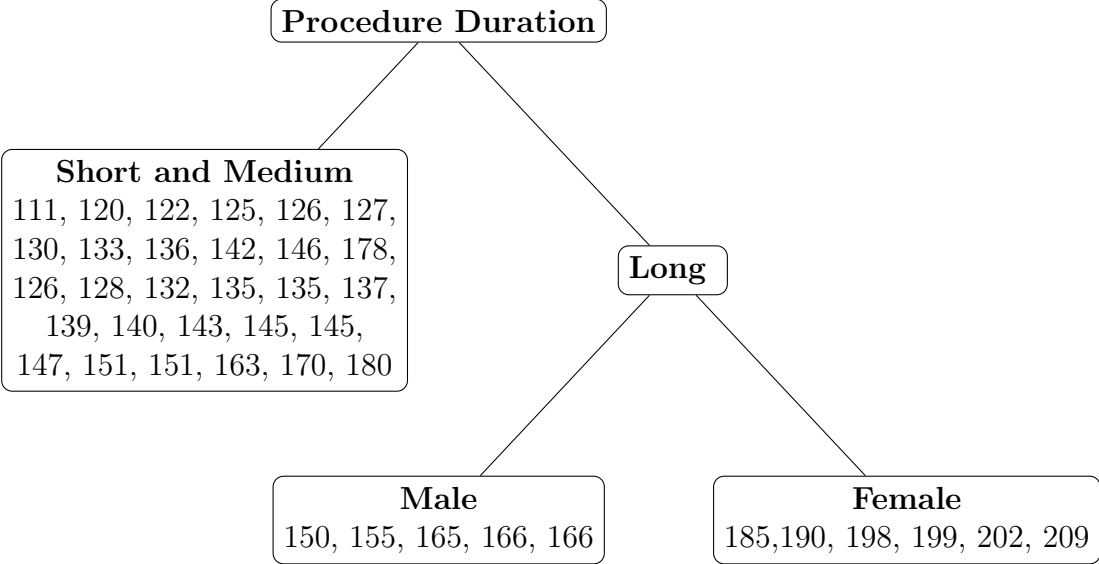 Procedure Duration
Short and Medium
111, 120, 122, 125, 126, 127,
130, 133, 136, 142, 146, 178,
126, 128, 132, 135, 135, 137,
139, 140, 143, 145, 145,
147, 151, 151, 163, 170, 180
Long
Male
150, 155, 165, 166, 166
Female
185,190, 198, 199, 202, 209